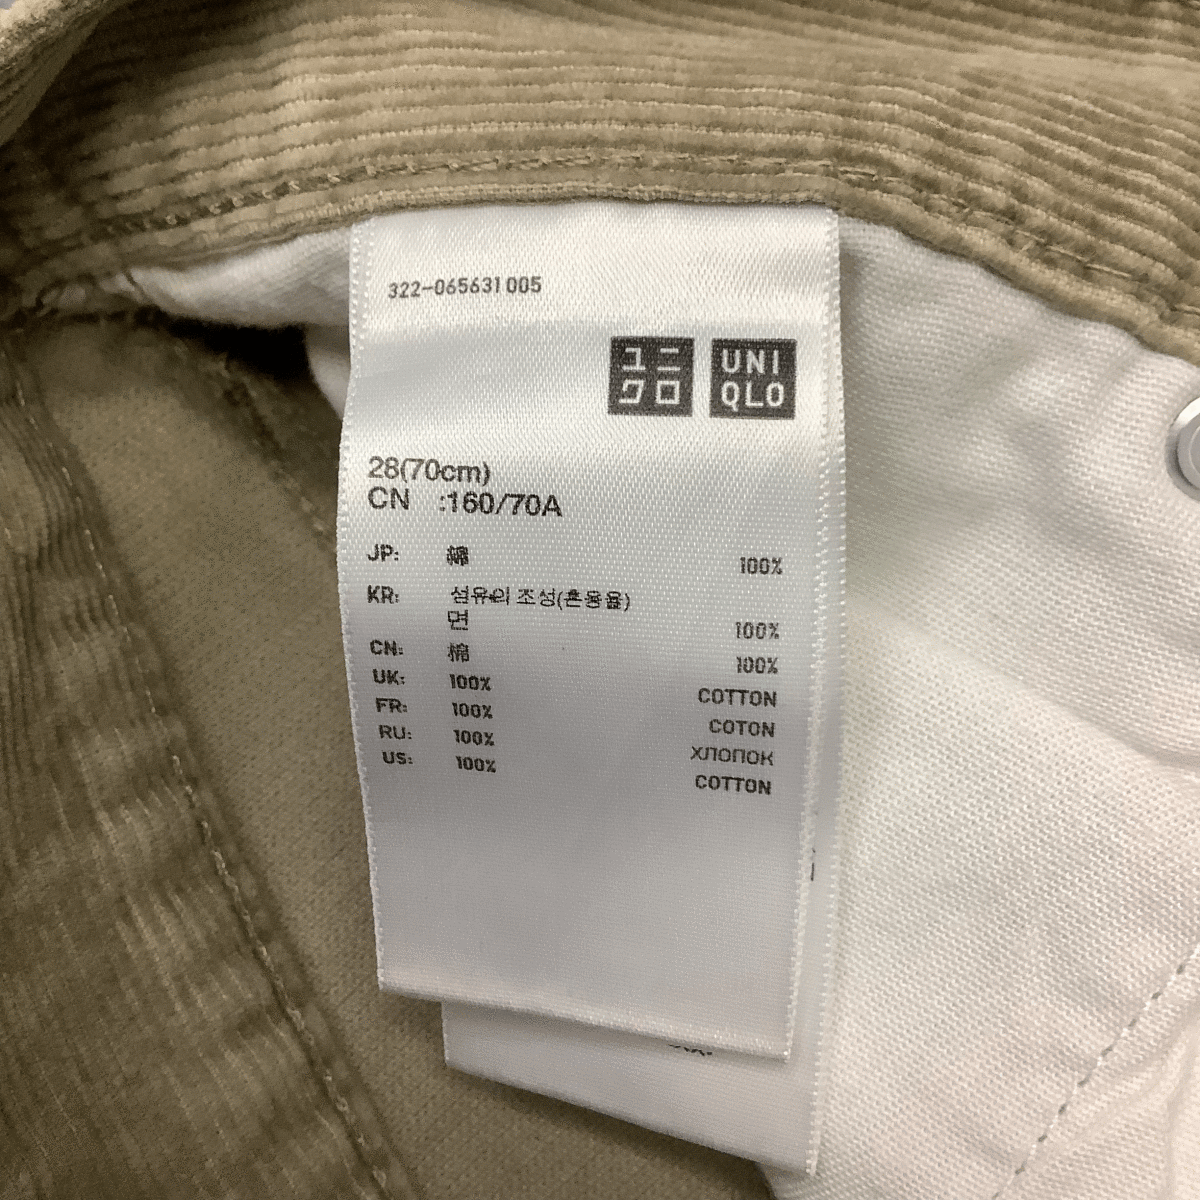 322-065631005
ユニ UNI
クロ QLO
28(70cm)
CN :160/70A
JP: 綿 100%
KR: 섬유의 조성(혼용율)
면 100%
CN: 棉 100%
UK: 100% COTTON
FR: 100% COTON
RU: 100% ХЛОПОК
US: 100% COTTON